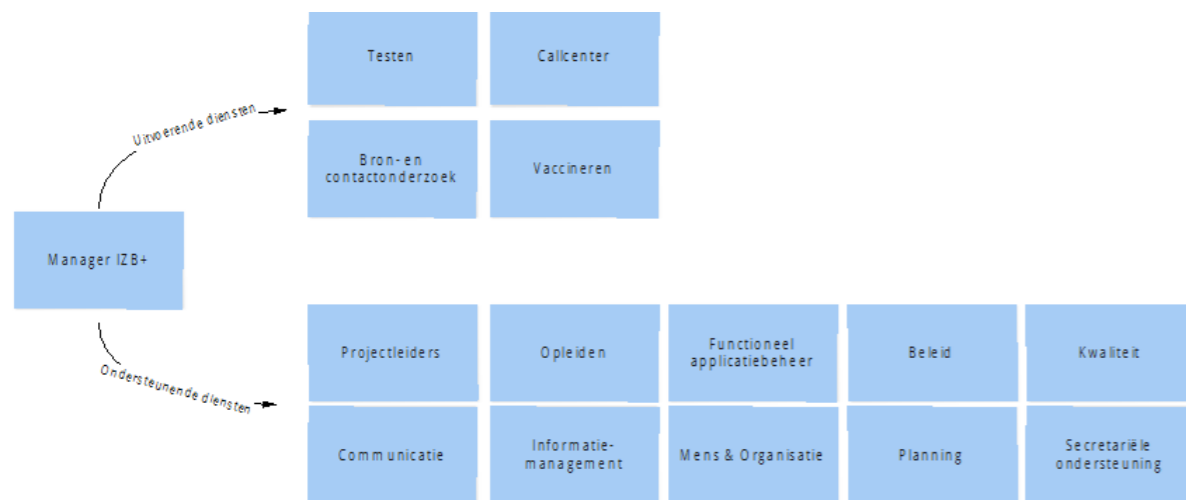 Testen
Callcenter
Uitvoerende diensten
Bron- en
contactonderzoek
Vaccineren
Manager IZB+
Projectleiders
Opleiden
Functioneel
applicatiebeheer
Beleid
Kwaliteit
Ondersteunende diensten
Communicatie
Informatie-
management
Mens & Organisatie
Planning
Secretariële
ondersteuning